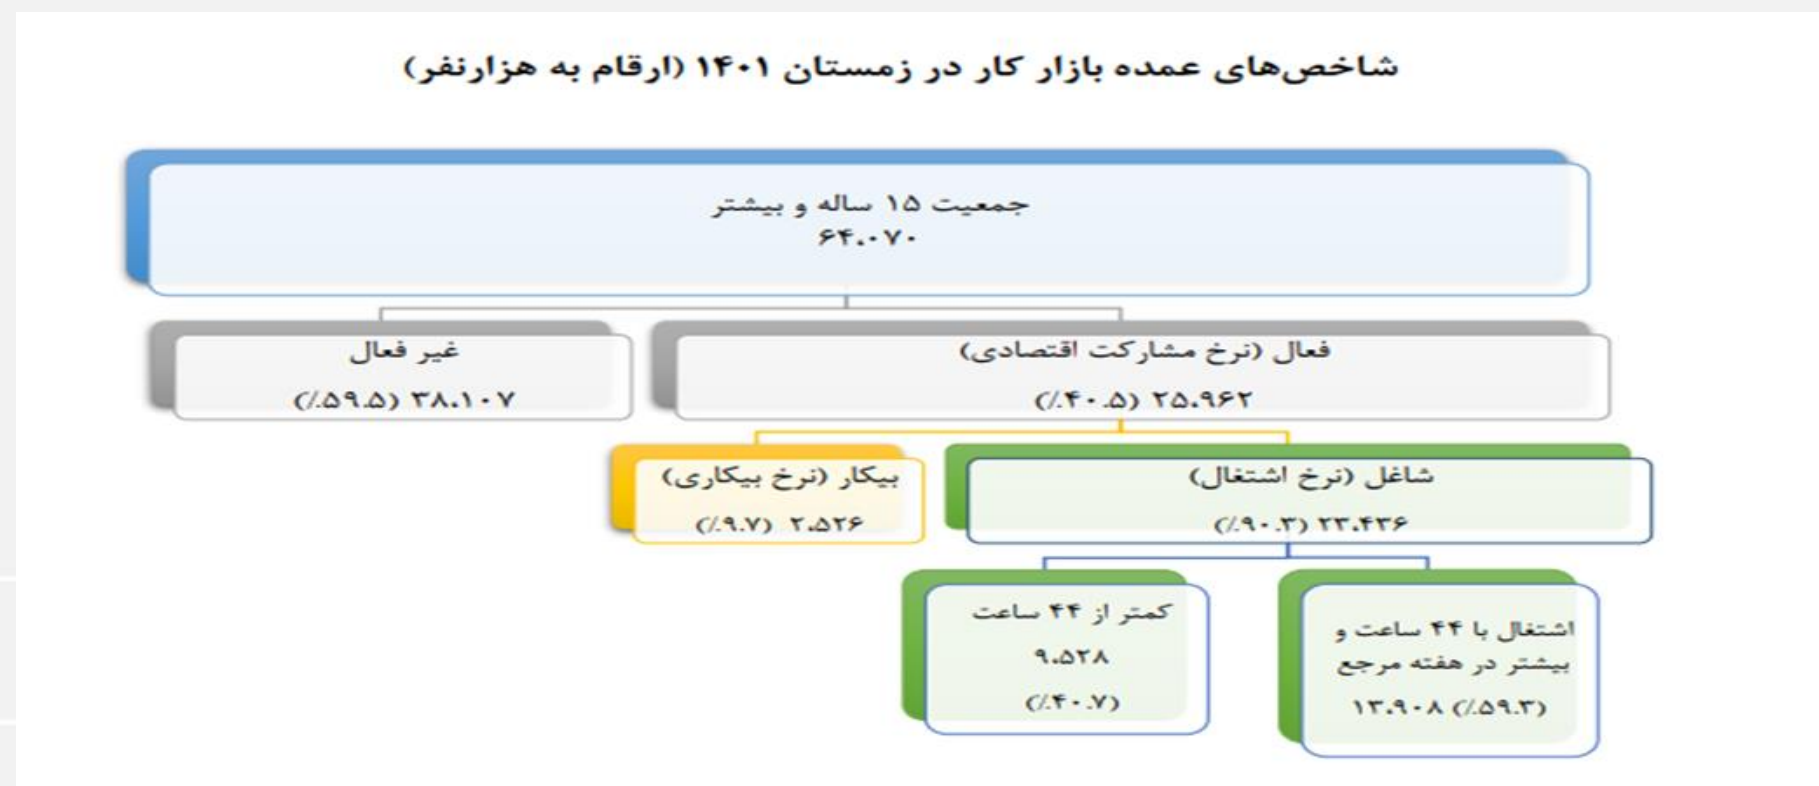 شاخص‌های عمده بازار کار در زمستان ۱۴۰۱ (ارقام به هزارنفر)
جمعیت ۱۵ ساله و بیشتر
۶۴.۰۷۰
فعال (نرخ مشارکت اقتصادی)
۲۵.۹۶۲ (۴۰.۵٪)
غیر فعال
۳۸.۱۰۷ (۵۹.۵٪)
شاغل (نرخ اشتغال)
۲۳.۴۳۶ (۹۰.۳٪)
بیکار (نرخ بیکاری)
۲.۵۲۶ (۹.۷٪)
اشتغال با ۴۴ ساعت و
بیشتر در هفته مرجع
۱۳.۹۰۸ (۵۹.۳٪)
کمتر از ۴۴ ساعت
۹.۵۲۸
(۴۰.۷٪)